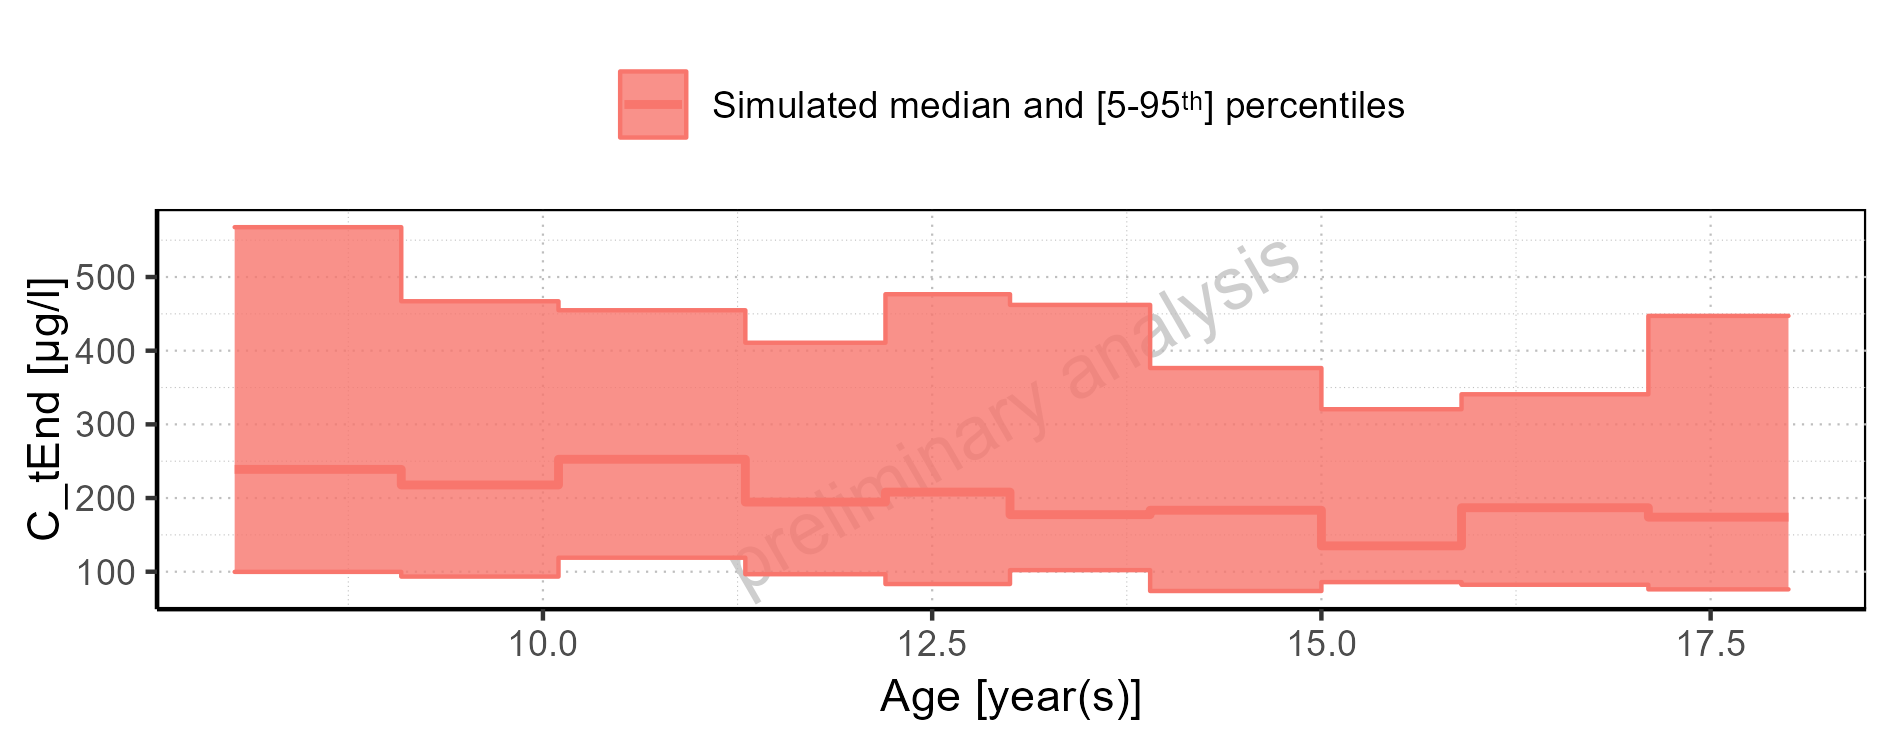 Simulated median and [5-95th] percentiles
C_tEnd [µg/l]
500
400
300
200
100
preliminary analysis
10.0 12.5 15.0 17.5
Age [year(s)]